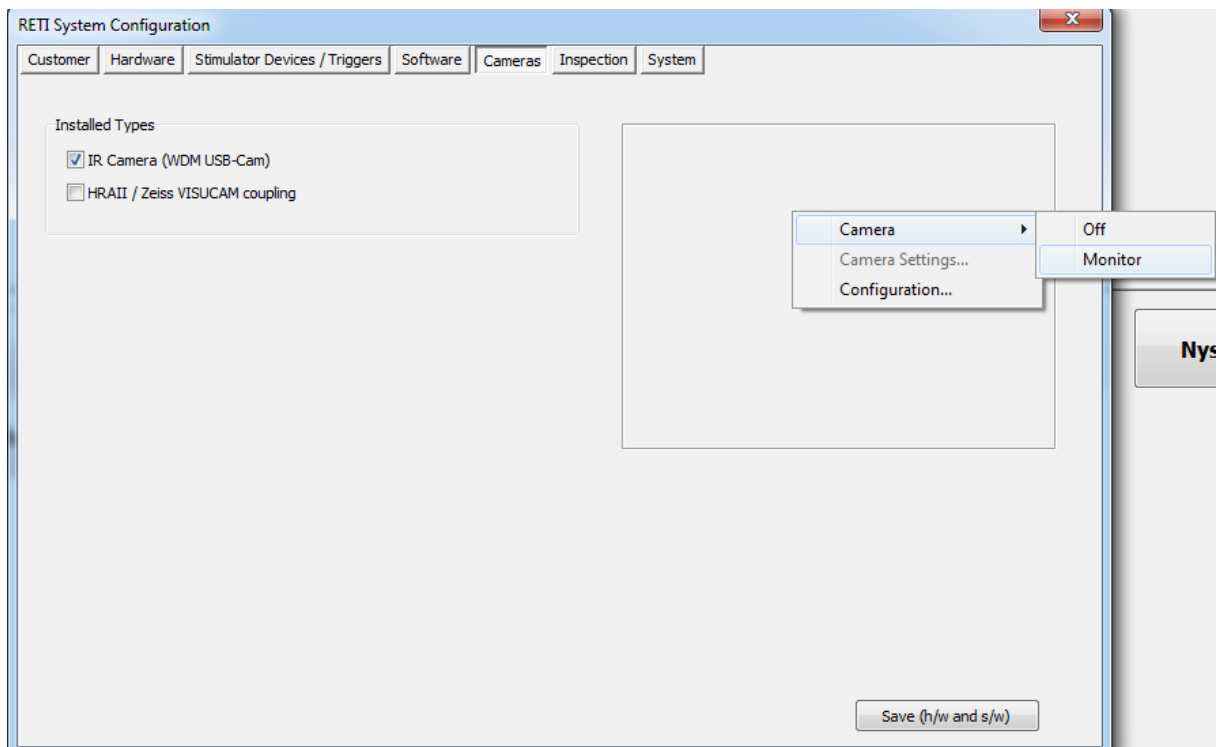 RETI System Configuration
Customer Hardware Stimulator Devices / Triggers Software Cameras Inspection System
Installed Types
IR Camera (WDM USB-Cam)
HRAII / Zeiss VISUCAM coupling
Camera
Camera Settings...
Configuration...
Off
Monitor
Nys
Save (h/w and s/w)